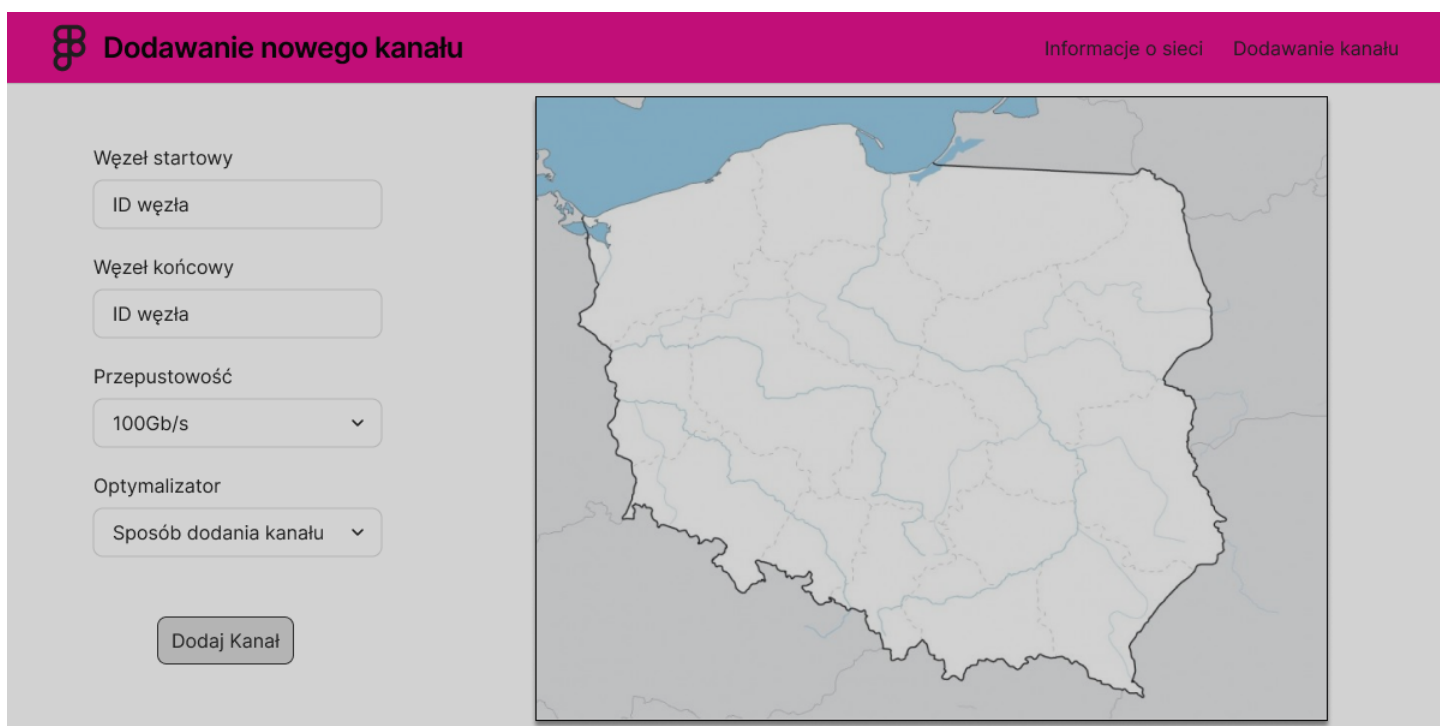 Dodawanie nowego kanału
Informacje o sieci
Dodawanie kanału
Węzeł startowy
ID węzła
Węzeł końcowy
ID węzła
Przepustowość
100Gb/s
Optymalizator
Sposób dodania kanału
Dodaj Kanał